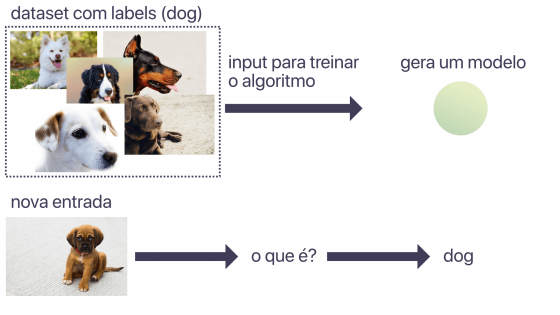 dataset com labels (dog)
input para treinar
o algoritmo
gera um modelo
nova entrada
o que é?
dog